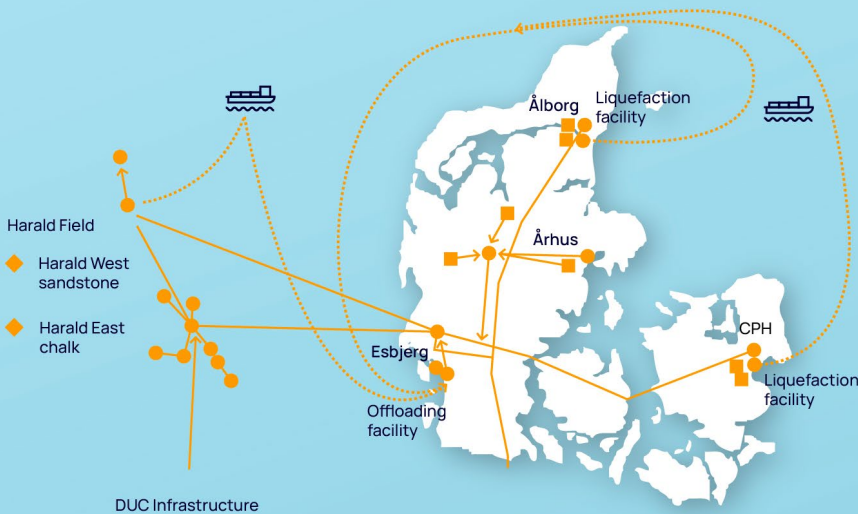 Ålborg
Liquefaction
facility
Harald Field
Harald West
sandstone
Harald East
chalk
Århus
CPH
Esbjerg
Liquefaction
facility
Offloading
facility
DUC Infrastructure